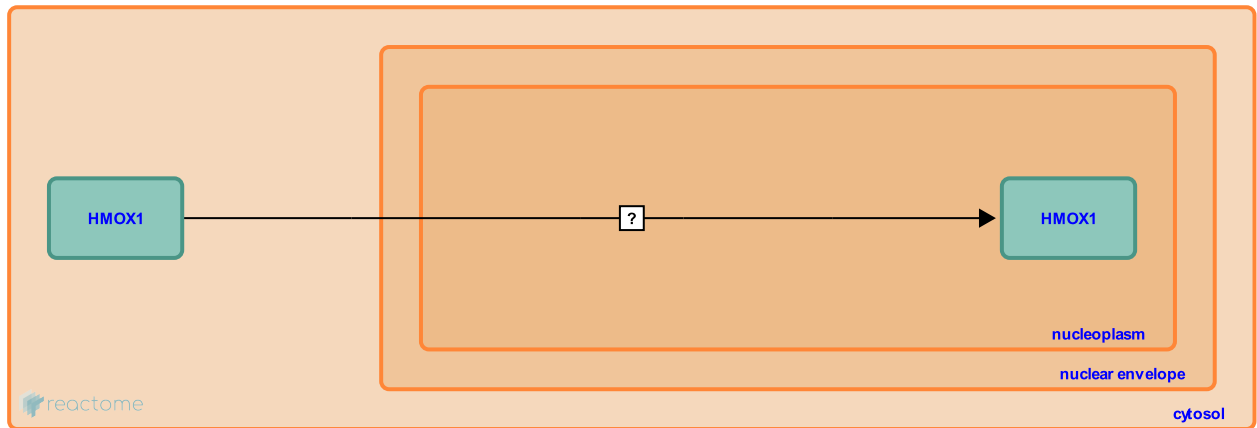 HMOX1
?
HMOX1
nucleoplasm
nuclear envelope
reactome
cytosol